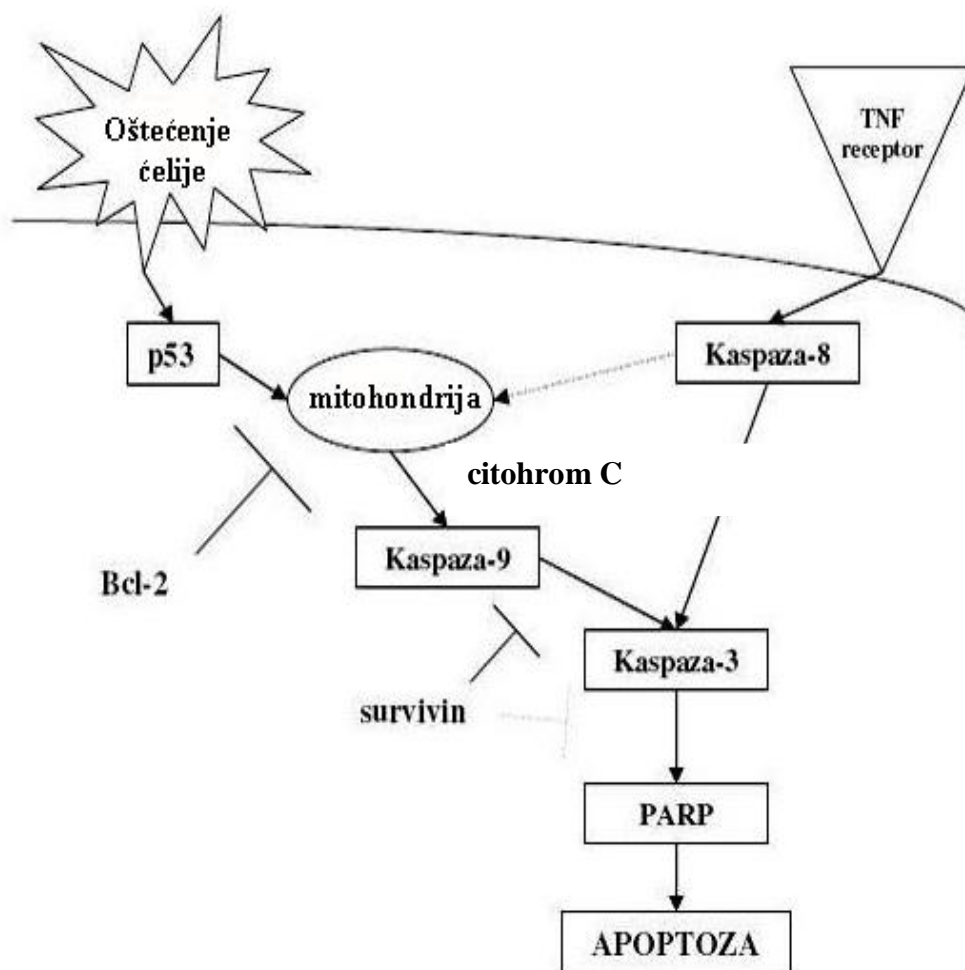 Oštećenje
ćelije
TNF
receptor
p53
Kaspaza-8
mitohondrija
citohrom C
Kaspaza-9
Bcl-2
Kaspaza-3
survivin
PARP
APOPTOZA